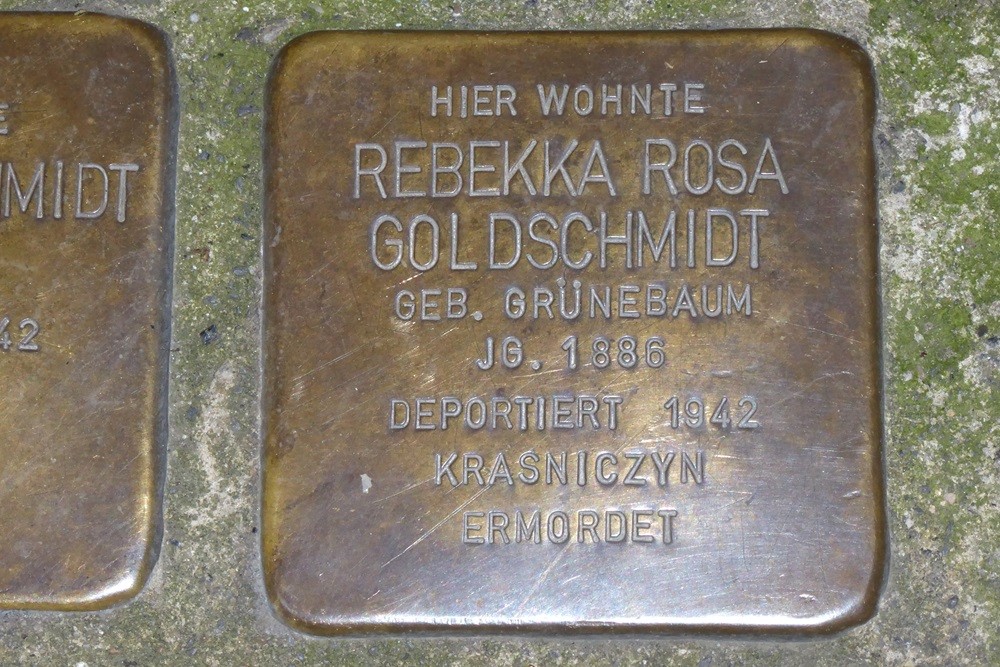 HIER WOHNTE
REBEKKA ROSA
GOLDSCHMIDT
GEB. GRÜNEBAUM
JG. 1886
DEPORTIERT 1942
KRASNICZYN
ERMORDET